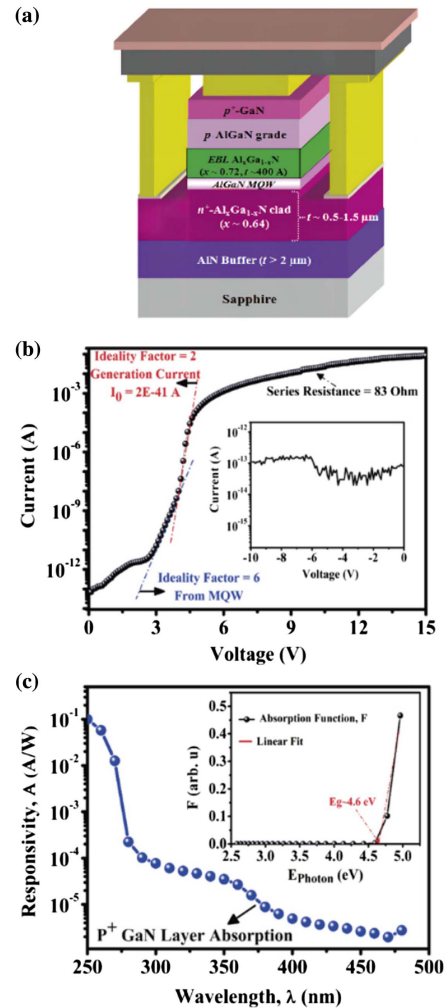 (a)
p⁺-GaN
p-AlGaN grade
EBL AlₓGa₁₋ₓN
(x ~ 0.72, t~400 A)
AlGaN MQW
n⁺-AlₓGa₁₋ₓN clad
(x ~ 0.64)
t ~ 0.5-1.5 μm
AlN Buffer (t > 2 μm)
Sapphire
(b)
Ideality Factor = 2
Generation Current
I₀ = 2E-41 A
Series Resistance = 83 Ohm
Current (A)
10⁻³
10⁻⁶
10⁻⁹
10⁻¹²
Current (A)
10⁻¹²
10⁻¹³
10⁻¹⁴
10⁻¹⁵
-10 -8 -6 -4 -2 0
Voltage (V)
Ideality Factor = 6
From MQW
0 3 6 9 12 15
Voltage (V)
(c)
Responsivity, A (A/W)
10⁻¹
10⁻²
10⁻³
10⁻⁴
10⁻⁵
F (arb. u)
0.5
0.4
0.3
0.2
0.1
0.0
Absorption Function, F
Linear Fit
Eg~4.6 eV
2.5 3.0 3.5 4.0 4.5 5.0
E_Photon (eV)
P⁺ GaN Layer Absorption
250 300 350 400 450 500
Wavelength, λ (nm)